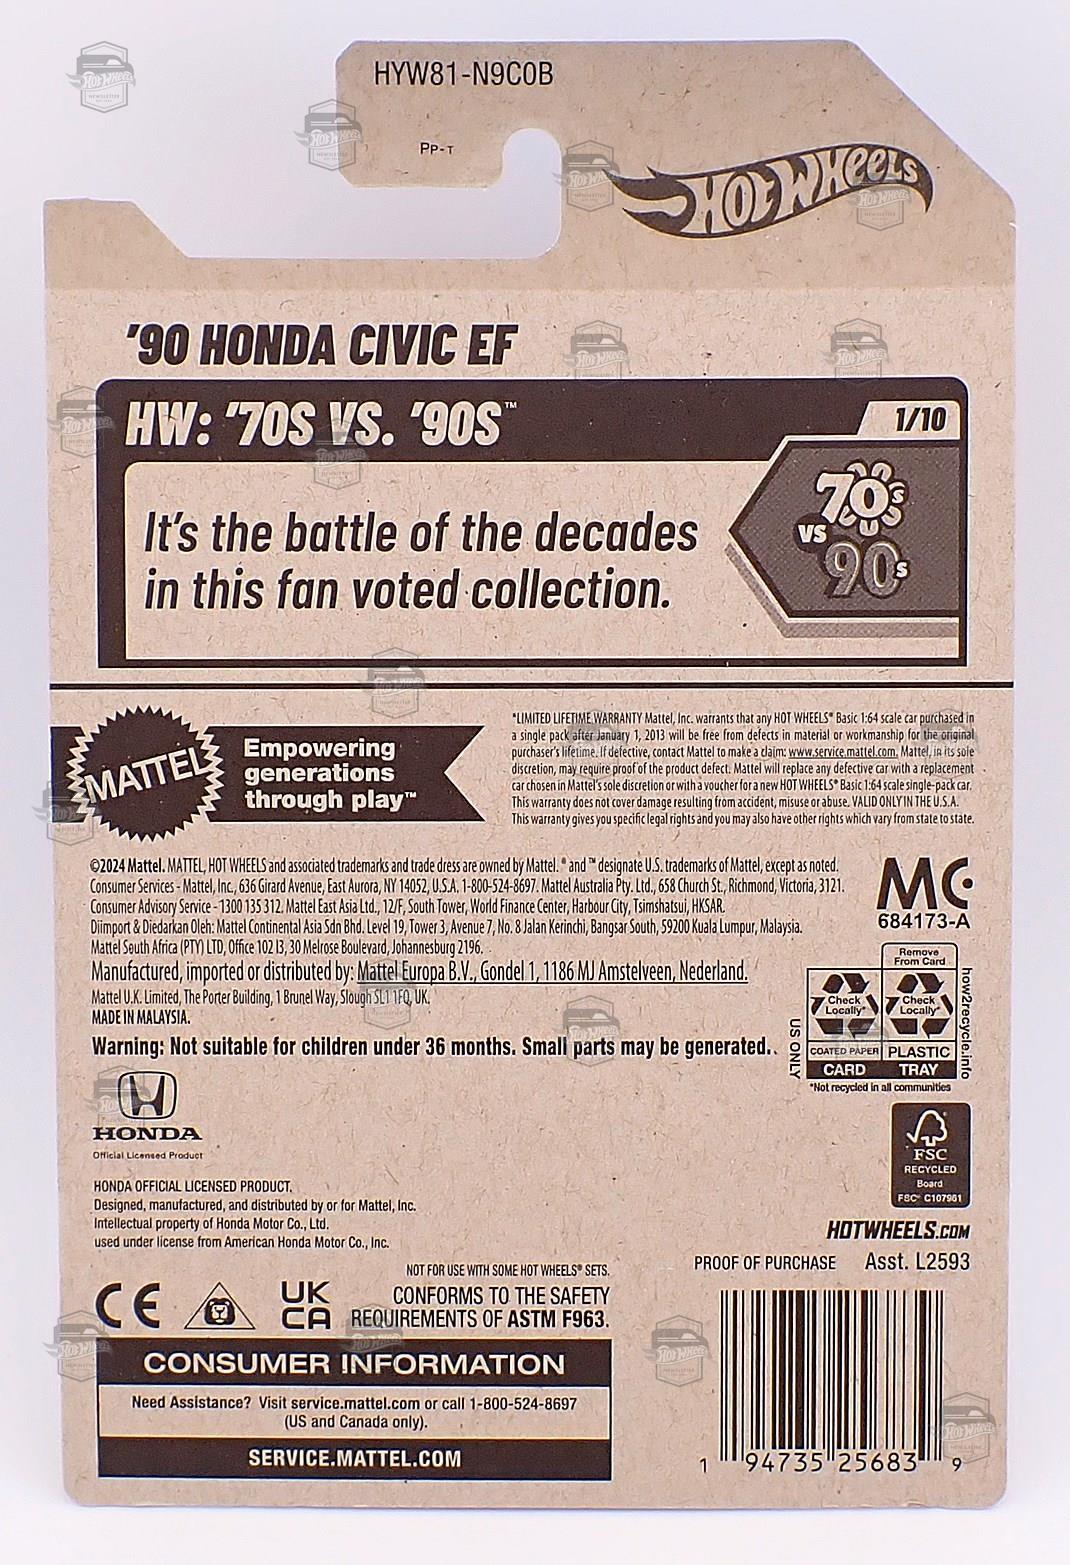 HYW81-N9C0B
Pp-T
HOT WHEELS
'90 HONDA CIVIC EF
HW: '70S VS. '90S™
1/10
70s
VS
90s
It's the battle of the decades
in this fan voted collection.
MATTEL
Empowering
generations
through play™
*LIMITED LIFETIME WARRANTY Mattel, Inc. warrants that any HOT WHEELS® Basic 1:64 scale car purchased in
a single pack after January 1, 2013 will be free from defects in material or workmanship for the original
purchaser's lifetime. If defective, contact Mattel to make a claim: www.service.mattel.com. Mattel, in its sole
discretion, may require proof of the product defect. Mattel will replace any defective car with a replacement
car chosen in Mattel's sole discretion or with a voucher for a new HOT WHEELS® Basic 1:64 scale single-pack car.
This warranty does not cover damage resulting from accident, misuse or abuse. VALID ONLY IN THE U.S.A.
This warranty gives you specific legal rights and you may also have other rights which vary from state to state.
©2024 Mattel. MATTEL, HOT WHEELS and associated trademarks and trade dress are owned by Mattel. ® and ™ designate U.S. trademarks of Mattel, except as noted.
Consumer Services - Mattel, Inc., 636 Girard Avenue, East Aurora, NY 14052, U.S.A. 1-800-524-8697. Mattel Australia Pty. Ltd., 658 Church St., Richmond, Victoria, 3121.
Consumer Advisory Service - 1300 135 312. Mattel East Asia Ltd., 12/F, South Tower, World Finance Center, Harbour City, Tsimshatsui, HKSAR.
Diimport & Diedarkan Oleh: Mattel Continental Asia Sdn Bhd. Level 19, Tower 3, Avenue 7, No. 8 Jalan Kerinchi, Bangsar South, 59200 Kuala Lumpur, Malaysia.
Mattel South Africa (PTY) LTD, Office 102 I3, 30 Melrose Boulevard, Johannesburg 2196.
Manufactured, imported or distributed by: Mattel Europa B.V., Gondel 1, 1186 MJ Amstelveen, Nederland.
Mattel U.K. Limited, The Porter Building, 1 Brunel Way, Slough SL1 1FQ, UK.
MADE IN MALAYSIA.
Warning: Not suitable for children under 36 months. Small parts may be generated.
MC
684173-A
Remove
From Card
Check
Locally*
Check
Locally*
COATED PAPER
PLASTIC
CARD
TRAY
US ONLY
how2recycle.info
*Not recycled in all communities
HONDA
Official Licensed Product
FSC
RECYCLED
Board
FSC® C107961
HONDA OFFICIAL LICENSED PRODUCT.
Designed, manufactured, and distributed by or for Mattel, Inc.
Intellectual property of Honda Motor Co., Ltd.
used under license from American Honda Motor Co., Inc.
HOTWHEELS.COM
PROOF OF PURCHASE Asst. L2593
NOT FOR USE WITH SOME HOT WHEELS® SETS.
CE
UK
CA
CONFORMS TO THE SAFETY
REQUIREMENTS OF ASTM F963.
CONSUMER INFORMATION
Need Assistance? Visit service.mattel.com or call 1-800-524-8697
(US and Canada only).
SERVICE.MATTEL.COM
1 94735 25683 9